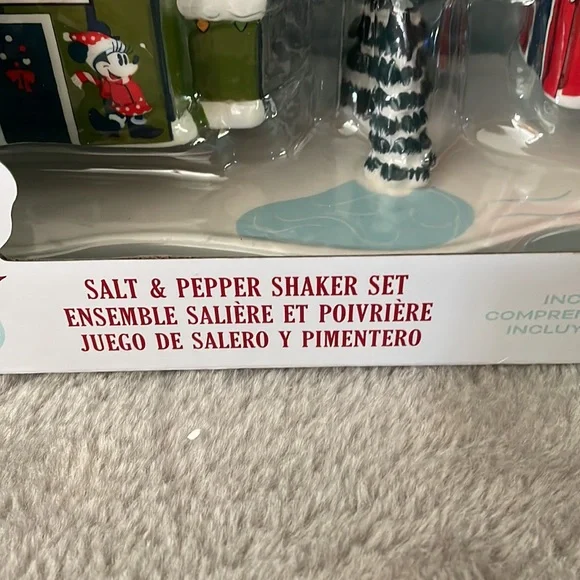 SALT & PEPPER SHAKER SET
ENSEMBLE SALIÈRE ET POIVRIÈRE
JUEGO DE SALERO Y PIMENTERO